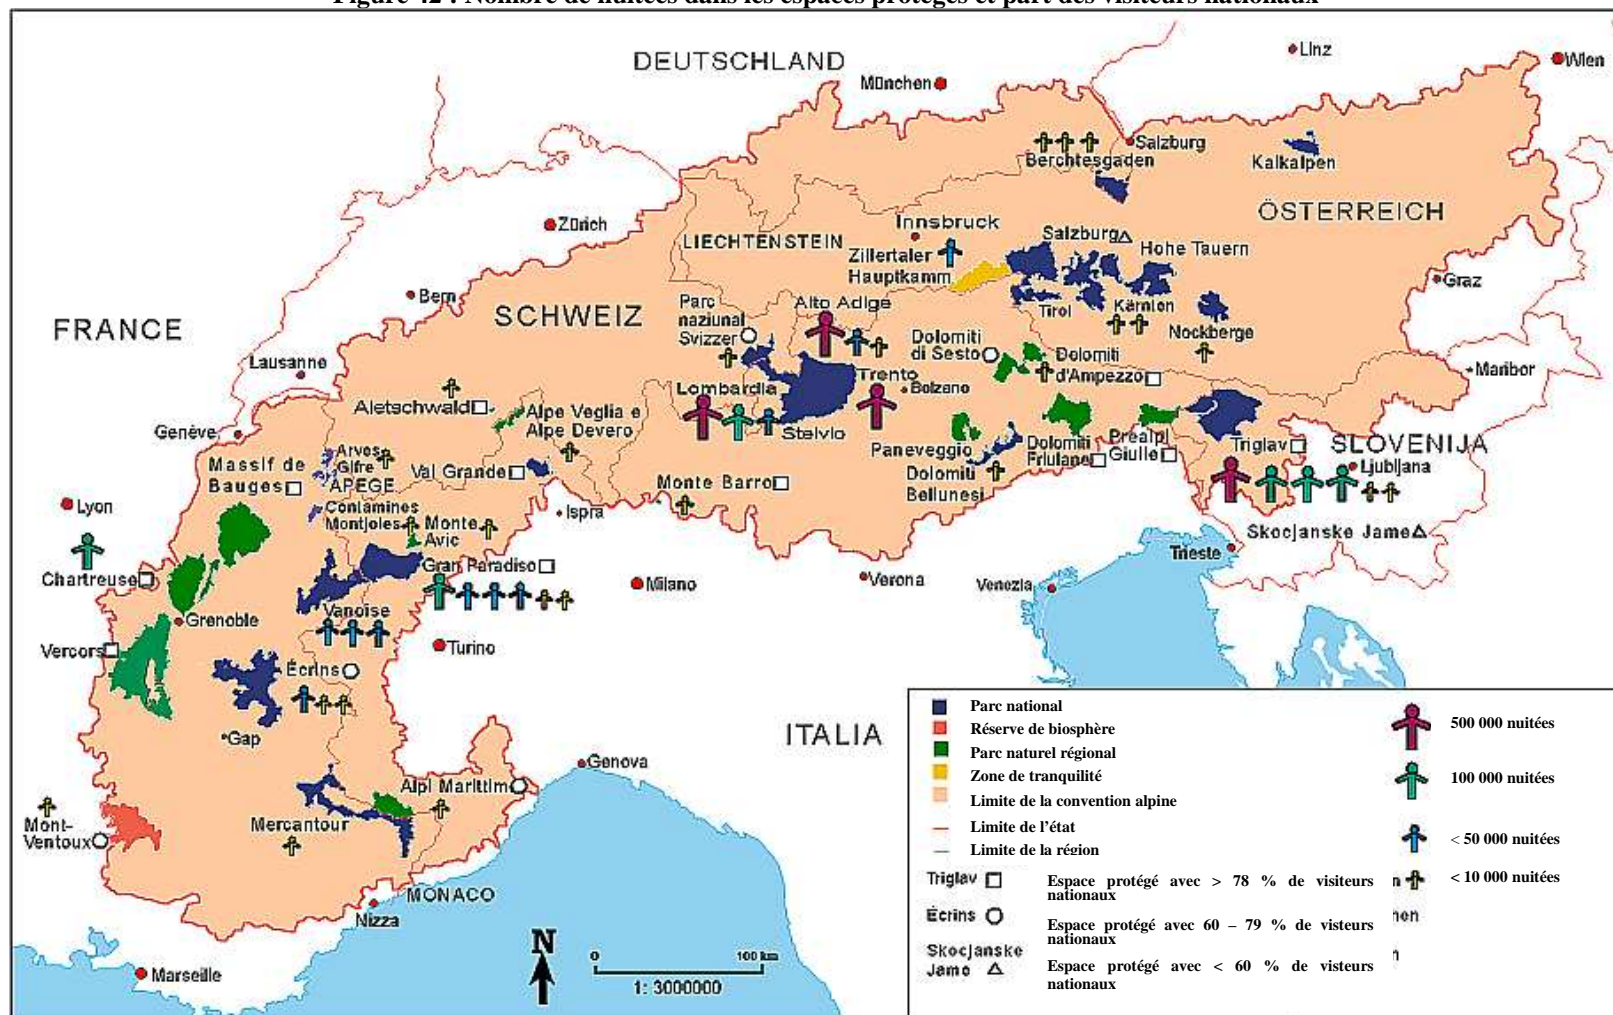 Figure 42 : Nombre de nuitées dans les espaces protégés et part des visiteurs nationaux
DEUTSCHLAND
München
Linz
Wien
Salzburg
Berchtesgaden
Kalkalpen
ÖSTERREICH
Zürich
LIECHTENSTEIN
Innsbruck
Zillertaler
Hauptkamm
Salzburg
Hohe Tauern
Graz
Bern
SCHWEIZ
FRANCE
Parc
naziunal
Svizzer
Alto Adige
Tirol
Kärnten
Nockberge
Dolomiti
di Sesto
Dolomiti
d'Ampezzo
Lausanne
Lombardia
Trento
Bolzano
Maribor
Aletschwald
Alpe Veglia e
Alpe Devero
Stelvio
Paneveggio
Dolomiti
Bellunesi
Dolomiti
Friulane
Prealpi
Giulie
Triglav
SLOVENIJA
Ljubljana
Genève
Arves
Giffre
APEGE
Massif de
Bauges
Val Grande
Monte Barro
Lyon
Contamines
Montjoies
Monte
Avic
Ispra
Skocjanske Jame
Trieste
Chartreuse
Gran Paradiso
Milano
Verona
Venezia
Vanoise
Grenoble
Vercors
Turino
Écrins
Gap
ITALIA
Genova
Alpi Marittime
Mercantour
Mont-
Ventoux
MONACO
Nizza
Marseille
N
0 100 km
1: 3000000
Parc national
Réserve de biosphère
Parc naturel régional
Zone de tranquilité
Limite de la convention alpine
Limite de l'état
Limite de la région
500 000 nuitées
100 000 nuitées
< 50 000 nuitées
< 10 000 nuitées
Triglav
Espace protégé avec > 78 % de visiteurs
nationaux
Écrins
Espace protégé avec 60 – 79 % de visteurs
nationaux
Skocjanske
Jame
Espace protégé avec < 60 % de visteurs
nationaux